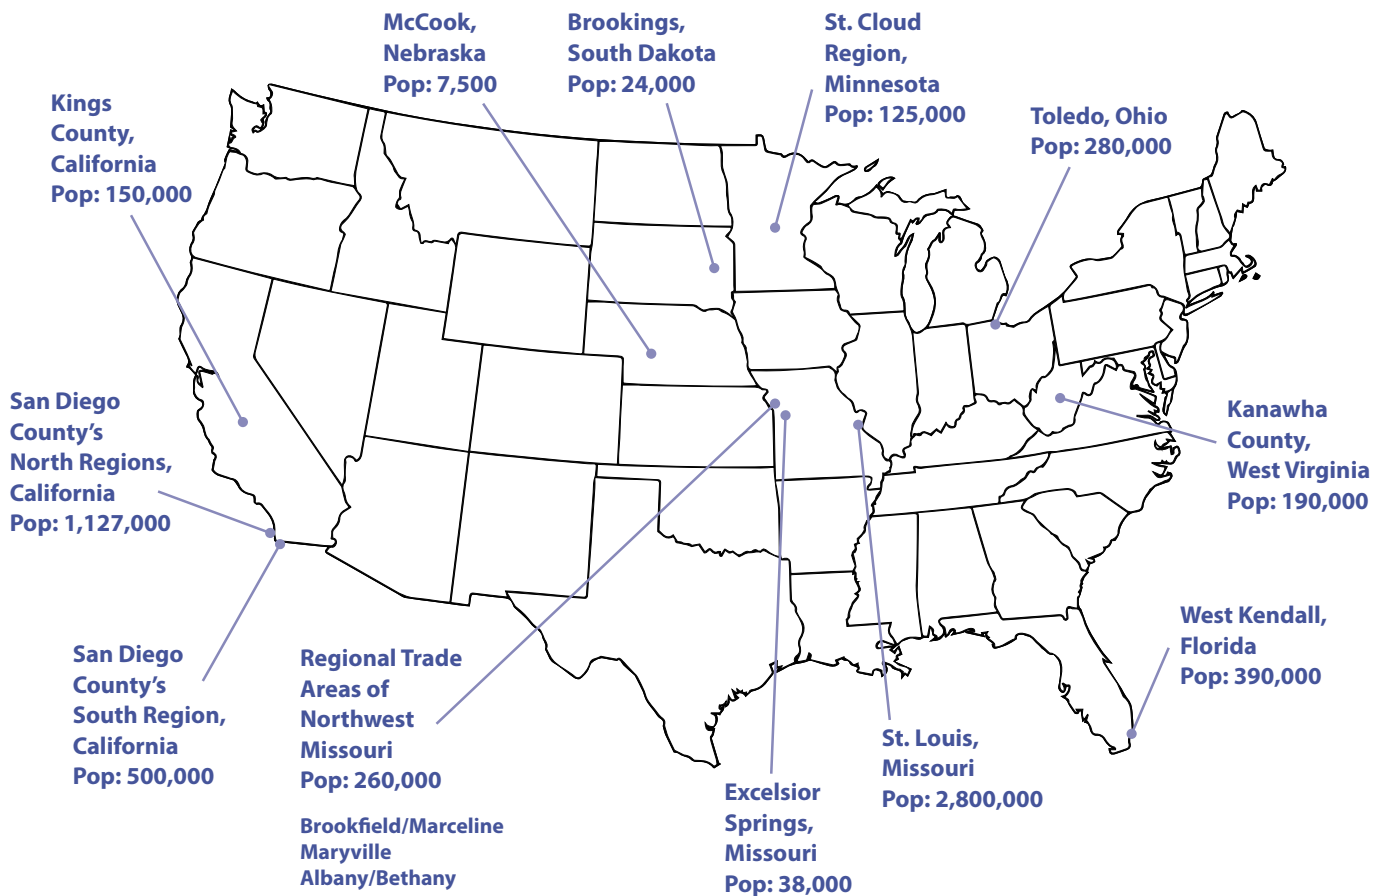 McCook,
Nebraska
Pop: 7,500
Brookings,
South Dakota
Pop: 24,000
St. Cloud
Region,
Minnesota
Pop: 125,000
Kings
County,
California
Pop: 150,000
Toledo, Ohio
Pop: 280,000
San Diego
County’s
North Regions,
California
Pop: 1,127,000
Kanawha
County,
West Virginia
Pop: 190,000
San Diego
County’s
South Region,
California
Pop: 500,000
Regional Trade
Areas of
Northwest
Missouri
Pop: 260,000
Brookfield/Marceline
Maryville
Albany/Bethany
Excelsior
Springs,
Missouri
Pop: 38,000
St. Louis,
Missouri
Pop: 2,800,000
West Kendall,
Florida
Pop: 390,000